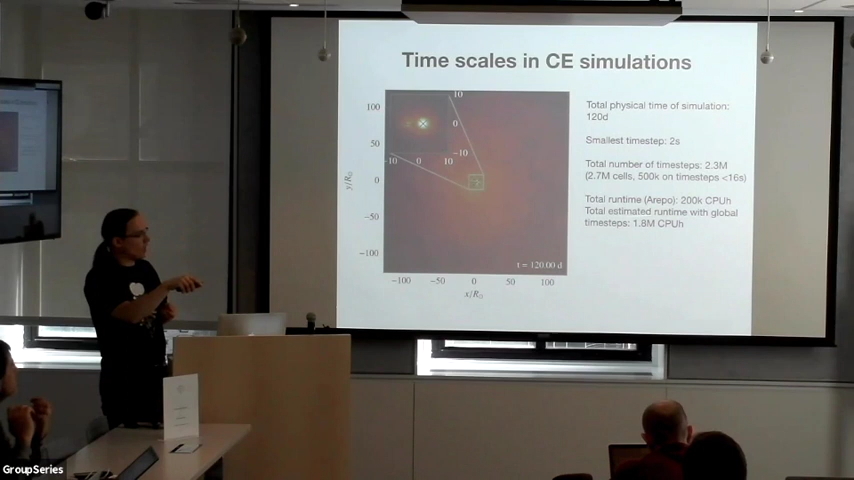 Time scales in CE simulations
100
50
0
−50
−100
y/R⊙
10
0
−10
−10 0 10
t = 120.00 d
−100 −50 0 50 100
x/R⊙
Total physical time of simulation:
120d
Smallest timestep: 2s
Total number of timesteps: 2.3M
(2.7M cells, 500k on timesteps <16s)
Total runtime (Arepo): 200k CPUh
Total estimated runtime with global
timesteps: 1.8M CPUh
GroupSeries